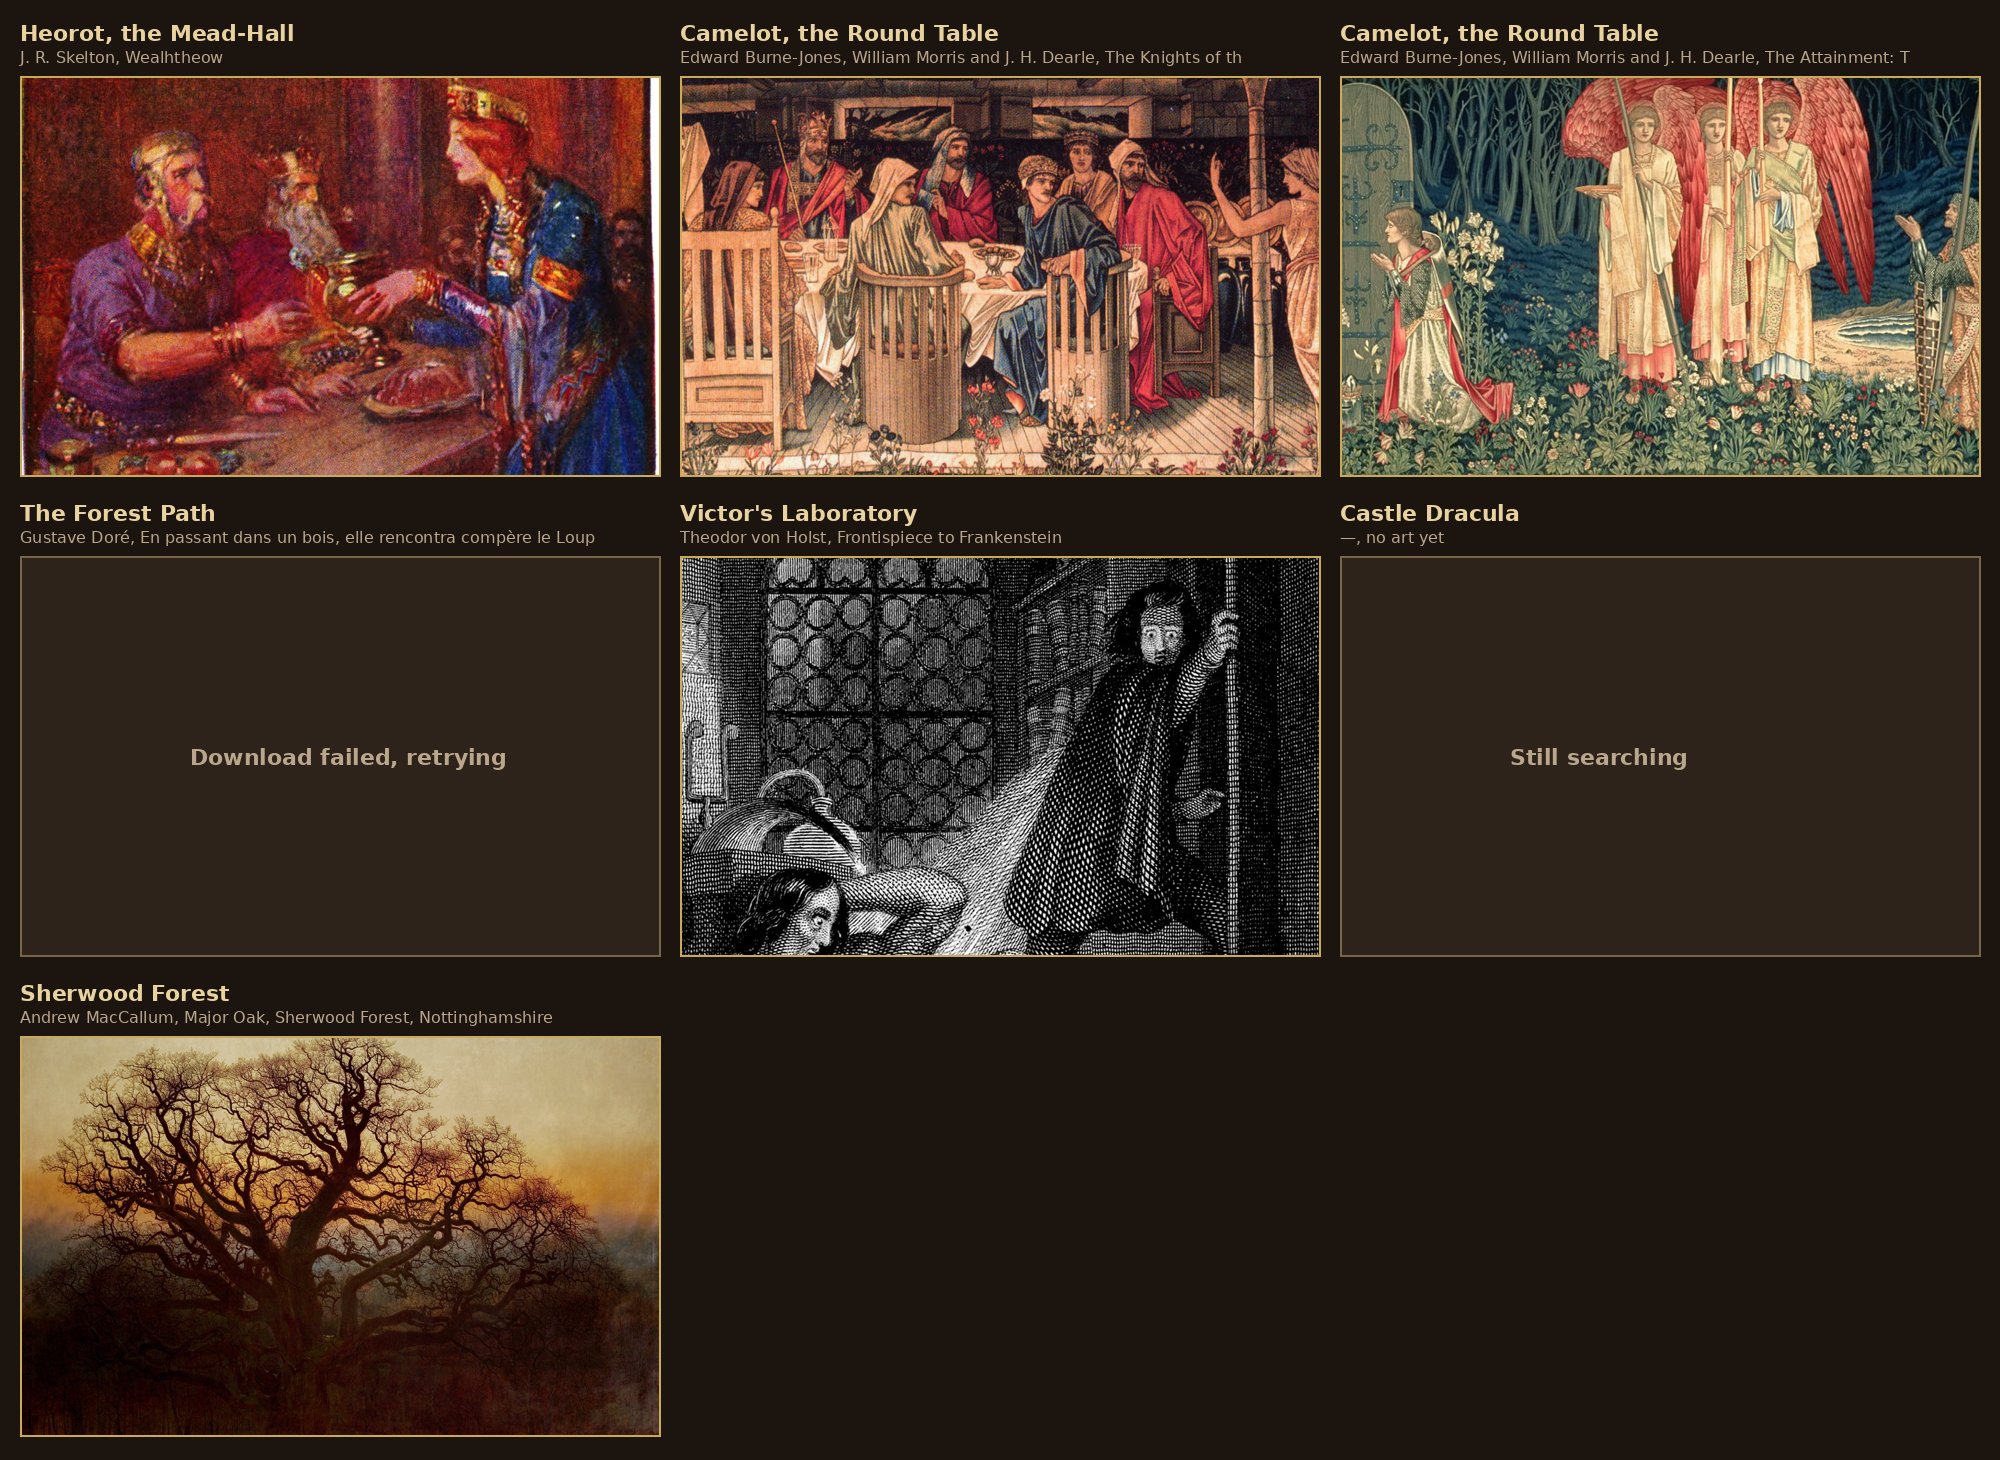 Heorot, the Mead-Hall
J. R. Skelton, Wealhtheow
Camelot, the Round Table
Edward Burne-Jones, William Morris and J. H. Dearle, The Knights of th
Camelot, the Round Table
Edward Burne-Jones, William Morris and J. H. Dearle, The Attainment: T
The Forest Path
Gustave Doré, En passant dans un bois, elle rencontra compère le Loup
Download failed, retrying
Victor's Laboratory
Theodor von Holst, Frontispiece to Frankenstein
Castle Dracula
—, no art yet
Still searching
Sherwood Forest
Andrew MacCallum, Major Oak, Sherwood Forest, Nottinghamshire